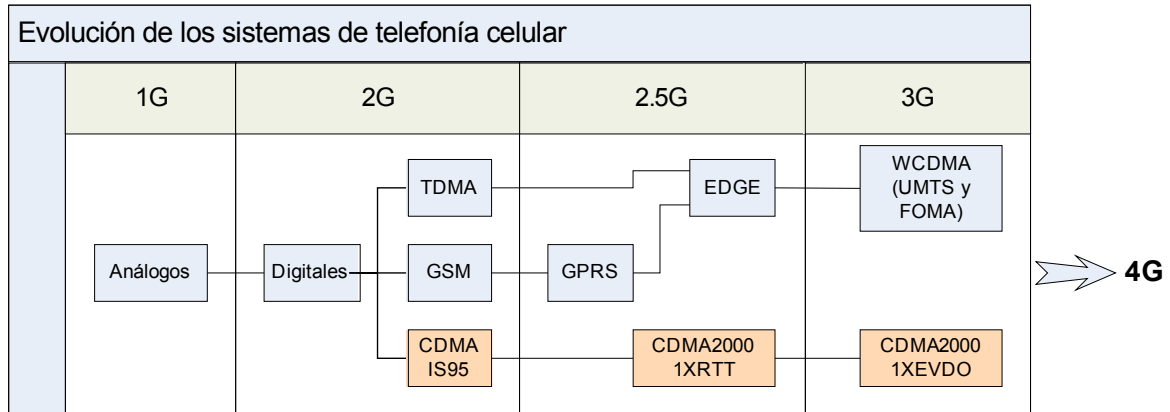 Evolución de los sistemas de telefonía celular
1G
2G
2.5G
3G
TDMA
EDGE
WCDMA
(UMTS y
FOMA)
Análogos
Digitales
GSM
GPRS
4G
CDMA
IS95
CDMA2000
1XRTT
CDMA2000
1XEVDO